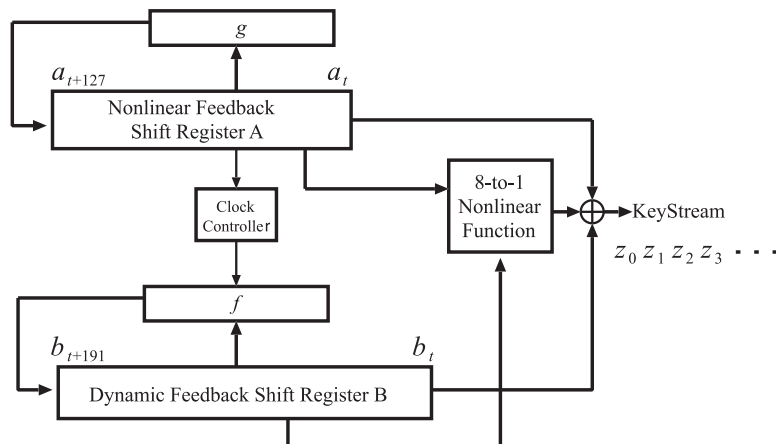 g
a_{t+127}
a_t
Nonlinear Feedback
Shift Register A
Clock
Controller
8-to-1
Nonlinear
Function
KeyStream
z_0 z_1 z_2 z_3 · · ·
f
b_{t+191}
b_t
Dynamic Feedback Shift Register B